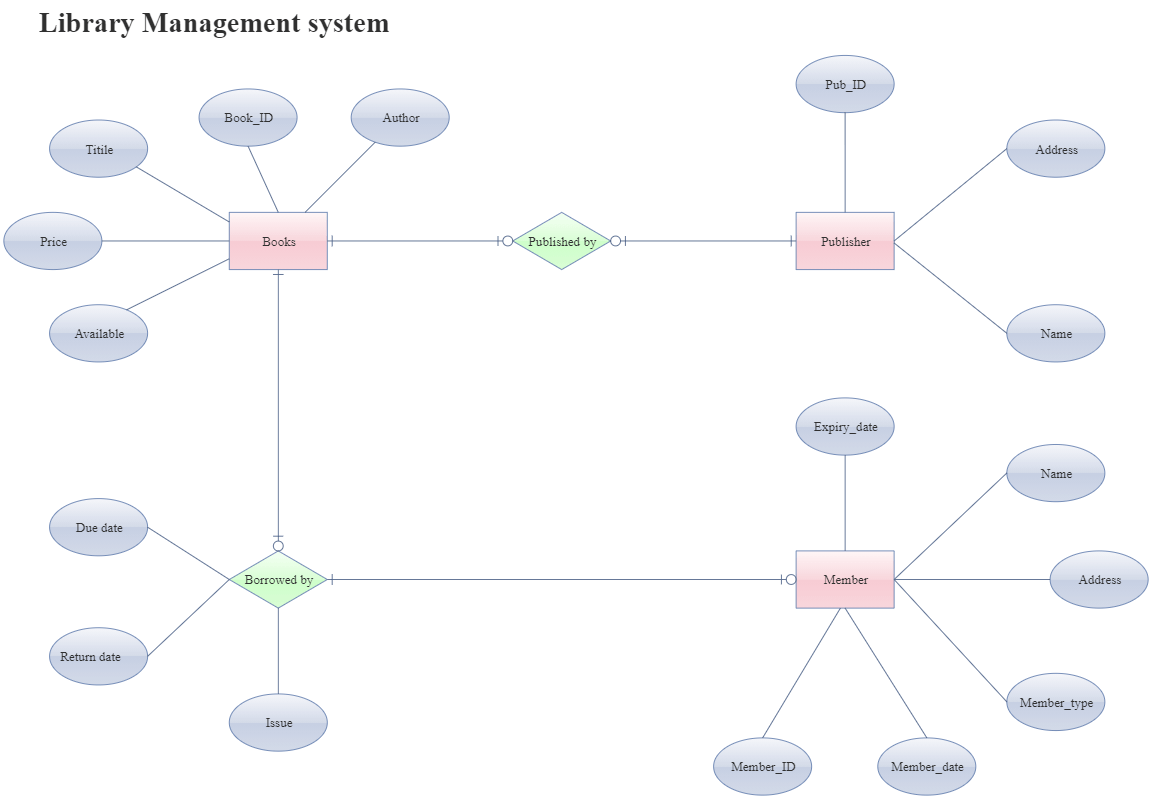 Library Management system
Pub_ID
Book_ID
Author
Titile
Address
Price
Books
Published by
Publisher
Available
Name
Expiry_date
Name
Due date
Borrowed by
Member
Address
Return date
Member_type
Issue
Member_ID
Member_date